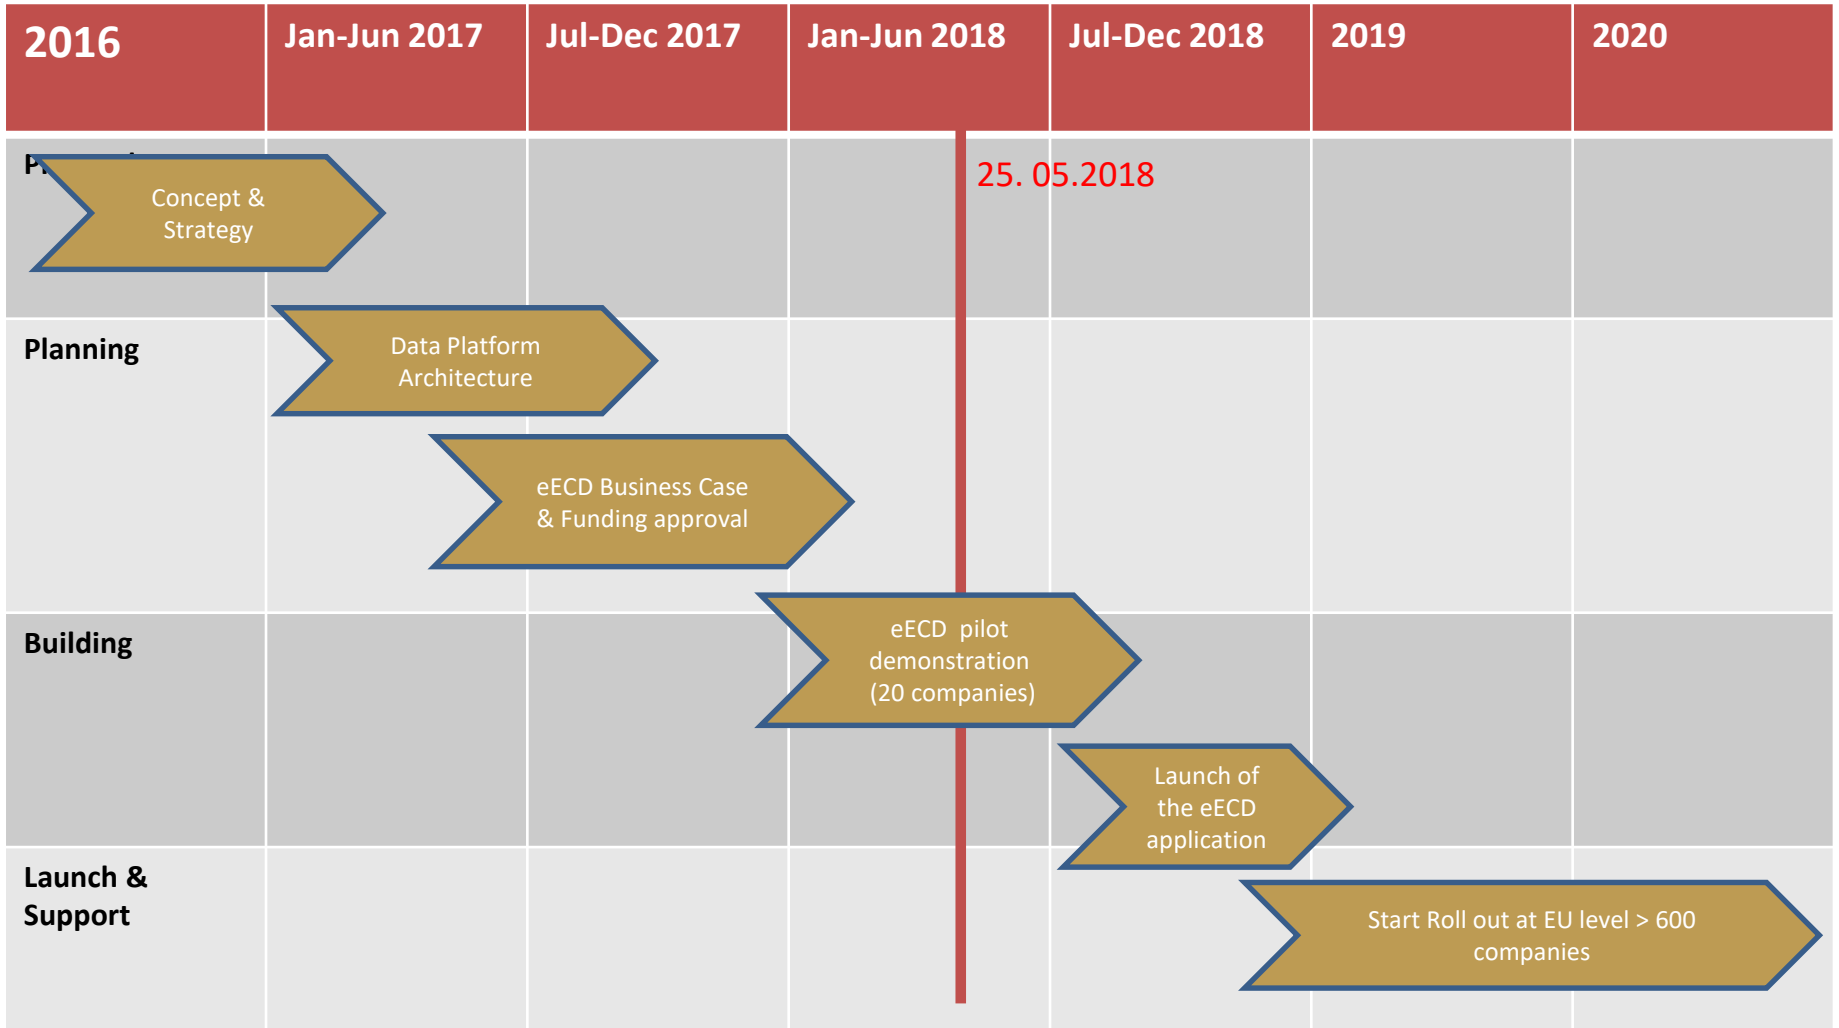 2016
Jan-Jun 2017
Jul-Dec 2017
Jan-Jun 2018
Jul-Dec 2018
2019
2020
25. 05.2018
Concept &
Strategy
Planning
Data Platform
Architecture
eECD Business Case
& Funding approval
Building
eECD pilot
demonstration
(20 companies)
Launch of
the eECD
application
Launch &
Support
Start Roll out at EU level > 600
companies